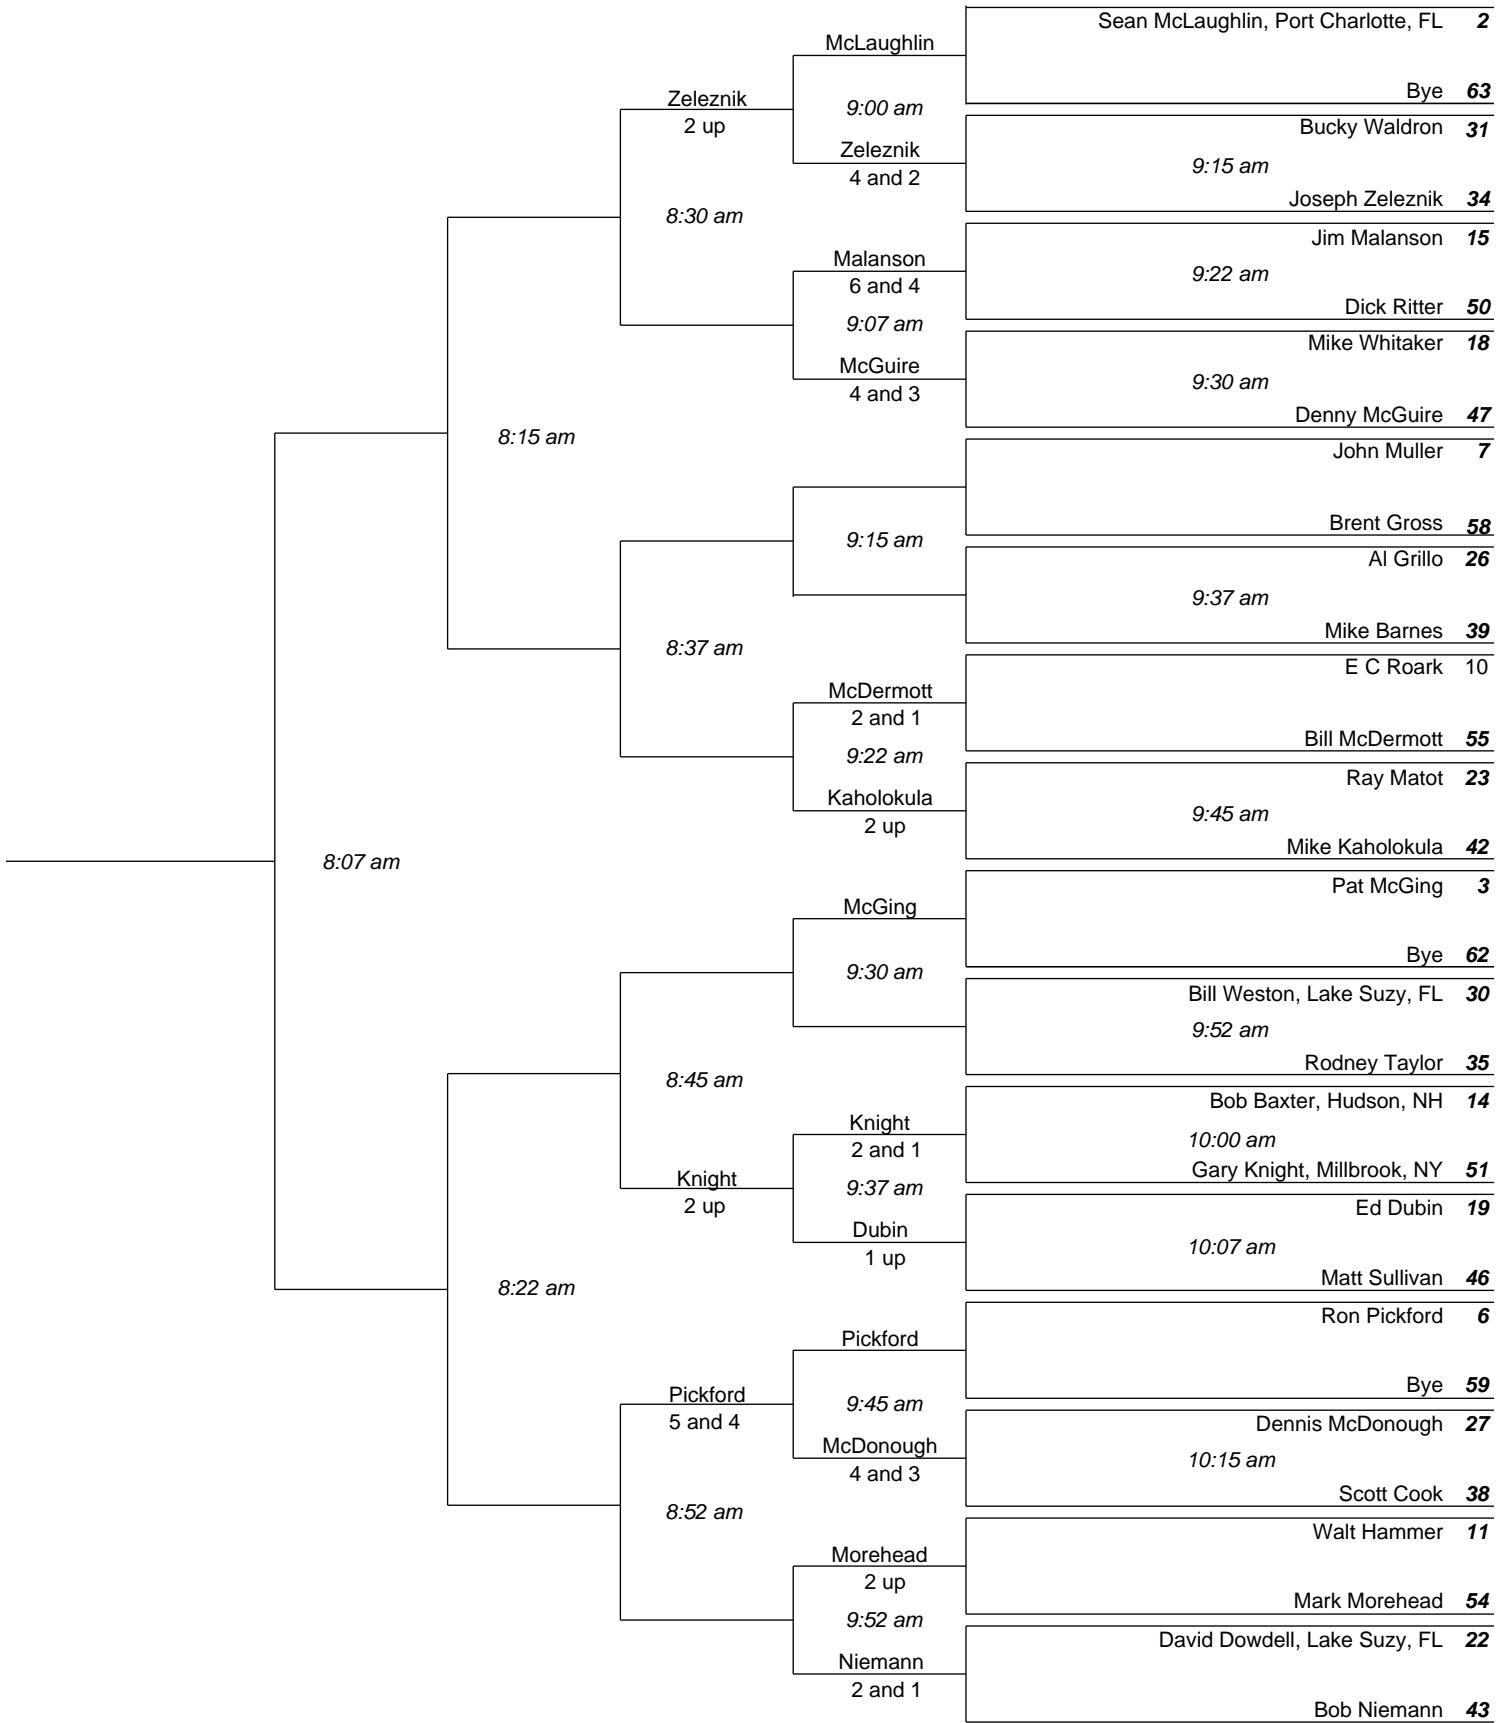 Sean McLaughlin, Port Charlotte, FL 2
McLaughlin
Bye 63
Zeleznik
2 up
9:00 am
Bucky Waldron 31
Zeleznik
4 and 2
9:15 am
Joseph Zeleznik 34
8:30 am
Jim Malanson 15
Malanson
6 and 4
9:22 am
Dick Ritter 50
9:07 am
Mike Whitaker 18
McGuire
4 and 3
9:30 am
Denny McGuire 47
8:15 am
John Muller 7
Brent Gross 58
9:15 am
Al Grillo 26
9:37 am
Mike Barnes 39
8:37 am
E C Roark 10
McDermott
2 and 1
Bill McDermott 55
9:22 am
Ray Matot 23
Kaholokula
2 up
9:45 am
Mike Kaholokula 42
8:07 am
Pat McGing 3
McGing
Bye 62
9:30 am
Bill Weston, Lake Suzy, FL 30
9:52 am
Rodney Taylor 35
8:45 am
Bob Baxter, Hudson, NH 14
Knight
2 and 1
10:00 am
Gary Knight, Millbrook, NY 51
Knight
2 up
9:37 am
Ed Dubin 19
Dubin
1 up
10:07 am
Matt Sullivan 46
8:22 am
Ron Pickford 6
Pickford
Bye 59
Pickford
5 and 4
9:45 am
Dennis McDonough 27
McDonough
4 and 3
10:15 am
Scott Cook 38
8:52 am
Walt Hammer 11
Morehead
2 up
Mark Morehead 54
9:52 am
David Dowdell, Lake Suzy, FL 22
Niemann
2 and 1
Bob Niemann 43